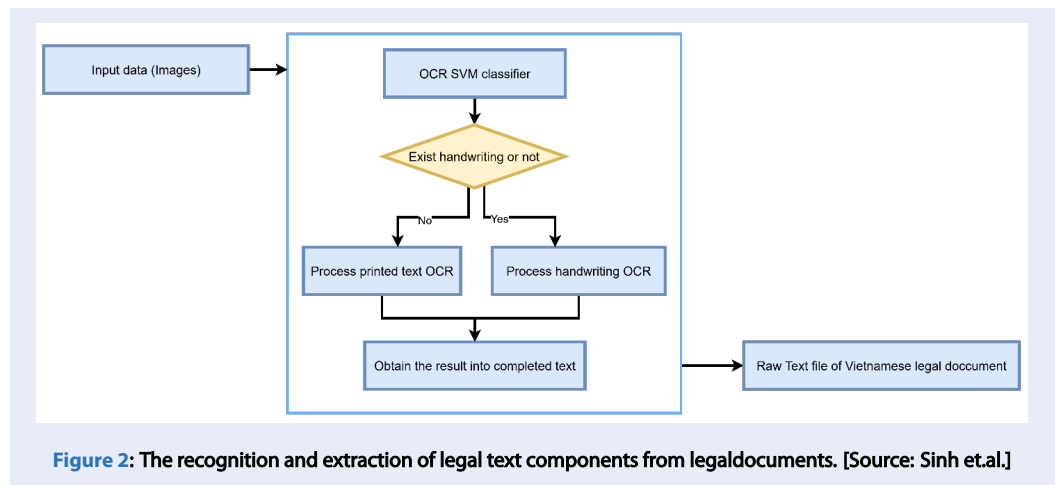 Input data (Images)
OCR SVM classifier
Exist handwriting or not
No
Yes
Process printed text OCR
Process handwriting OCR
Obtain the result into completed text
Raw Text file of Vietnamese legal doccument
Figure 2: The recognition and extraction of legal text components from legaldocuments. [Source: Sinh et.al.]